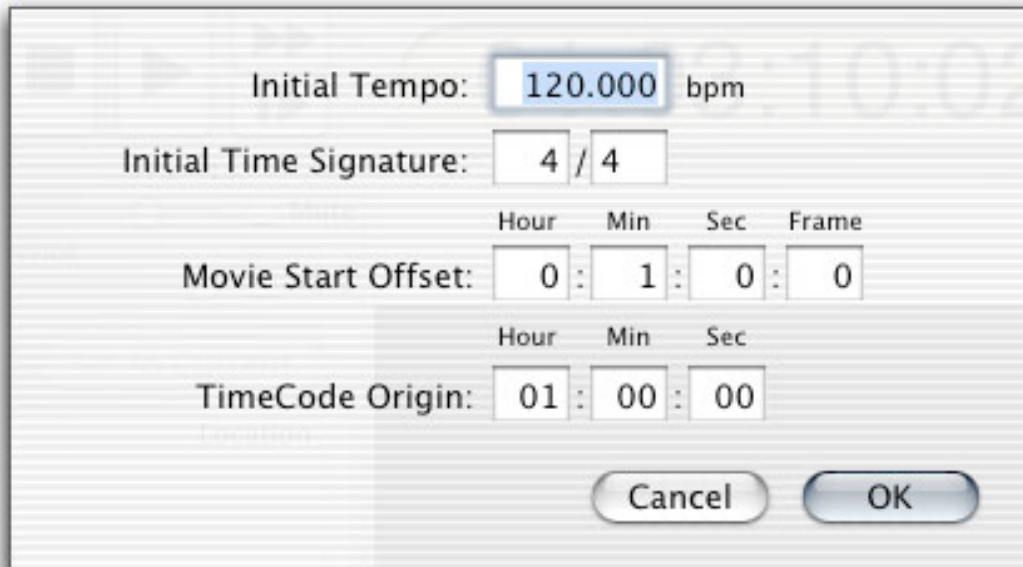 Initial Tempo: 120.000 bpm
Initial Time Signature: 4 / 4
Hour Min Sec Frame
Movie Start Offset: 0 : 1 : 0 : 0
Hour Min Sec
TimeCode Origin: 01 : 00 : 00
Location
Cancel OK